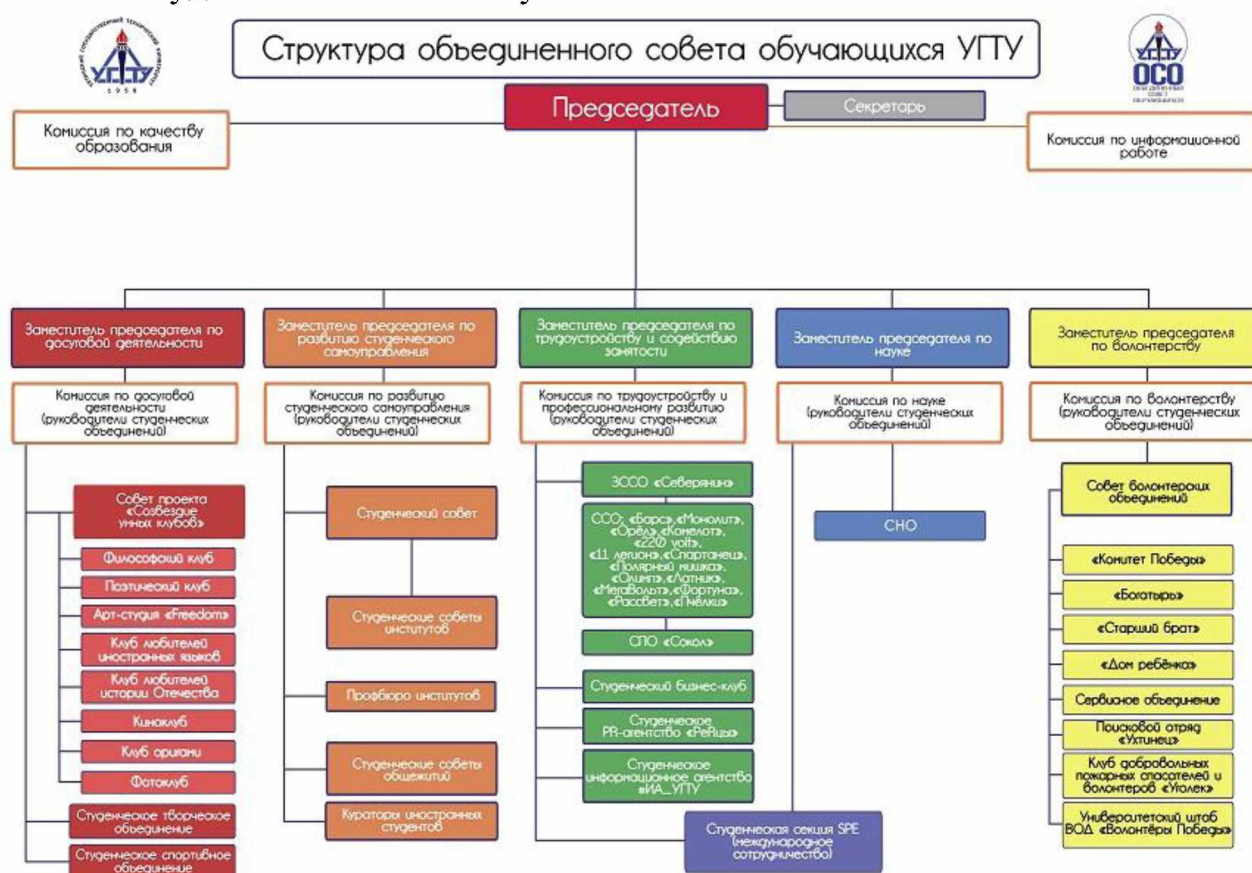 Структура объединенного совета обучающихся УГТУ
УГТУ
1958
УГТУ
ОСО
ОБЪЕДИНЕННЫЙ
СОВЕТ
ОБУЧАЮЩИХСЯ
Председатель
Секретарь
Комиссия по качеству
образования
Комиссия по информационной
работе
Заместитель председателя по
досуговой деятельности
Заместитель председателя по
развитию студенческого
самоуправления
Заместитель председателя по
трудоустройству и содействию
занятости
Заместитель председателя по
науке
Заместитель председателя
по волонтерству
Комиссия по досуговой
деятельности
(руководители студенческих
объединений)
Комиссия по развитию
студенческого самоуправления
(руководители студенческих
объединений)
Комиссия по трудоустройству и
профессиональному развитию
(руководители студенческих
объединений)
Комиссия по науке
(руководители студенческих
объединений)
Комиссия по волонтерству
(руководители студенческих
объединений)
Совет проекта
«Созвездие
умных клубов»
Философский клуб
Поэтический клуб
Арт-студия «Freedom»
Клуб любителей
иностранных языков
Клуб любителей
истории Отечества
Киноклуб
Клуб оригами
Фотоклуб
Студенческое творческое
объединение
Студенческое спортивное
объединение
Студенческий совет
Студенческие советы
институтов
Профбюро институтов
Студенческие советы
общежитий
Кураторы иностранных
студентов
ЗССО «Северянин»
ССО: «Барс», «Монолит»,
«Орёл», «Камелот»,
«220 volt»,
«11 легион», «Спартанец»,
«Полярный мишка»,
«Олимп», «Латник»,
«МегаВольт», «Фортуна»,
«Рассвет», «Пчёлки»
СПО «Сокол»
Студенческий бизнес-клуб
Студенческое
PR-агентство «РеЯцы»
Студенческое
информационное агентство
#ИА_УГТУ
СНО
Студенческая секция SPE
(международное
сотрудничество)
Совет волонтерских
объединений
«Комитет Победы»
«Богатырь»
«Старший брат»
«Дом ребёнка»
Сервисное объединение
Поисковой отряд
«Ухтинец»
Клуб добровольных
пожарных спасателей и
волонтеров «Уголек»
Университетский штаб
ВОД «Волонтёры Победы»